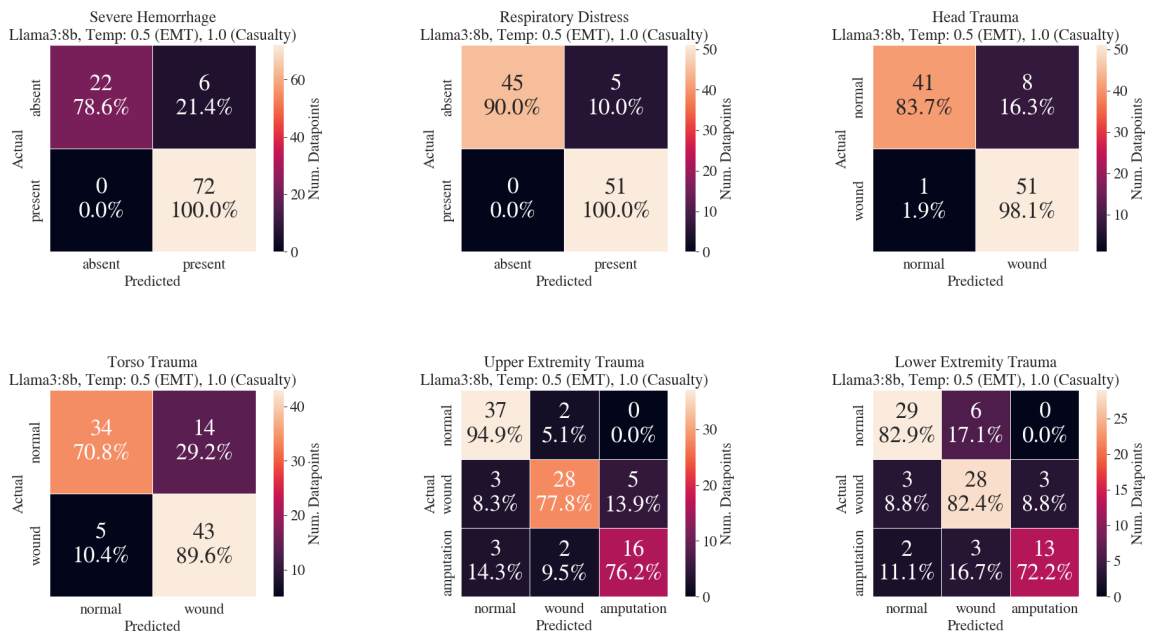 Severe Hemorrhage
Llama3:8b, Temp: 0.5 (EMT), 1.0 (Casualty)
Actual
absent
present
22
78.6%
6
21.4%
0
0.0%
72
100.0%
absent
present
Predicted
60
40
20
0
Num. Datapoints
Respiratory Distress
Llama3:8b, Temp: 0.5 (EMT), 1.0 (Casualty)
Actual
absent
present
45
90.0%
5
10.0%
0
0.0%
51
100.0%
absent
present
Predicted
50
40
30
20
10
0
Num. Datapoints
Head Trauma
Llama3:8b, Temp: 0.5 (EMT), 1.0 (Casualty)
Actual
normal
wound
41
83.7%
8
16.3%
1
1.9%
51
98.1%
normal
wound
Predicted
50
40
30
20
10
Num. Datapoints
Torso Trauma
Llama3:8b, Temp: 0.5 (EMT), 1.0 (Casualty)
Actual
normal
wound
34
70.8%
14
29.2%
5
10.4%
43
89.6%
normal
wound
Predicted
40
30
20
10
Num. Datapoints
Upper Extremity Trauma
Llama3:8b, Temp: 0.5 (EMT), 1.0 (Casualty)
Actual
normal
wound
amputation
37
94.9%
2
5.1%
0
0.0%
3
8.3%
28
77.8%
5
13.9%
3
14.3%
2
9.5%
16
76.2%
normal
wound
amputation
Predicted
30
20
10
0
Num. Datapoints
Lower Extremity Trauma
Llama3:8b, Temp: 0.5 (EMT), 1.0 (Casualty)
Actual
normal
wound
amputation
29
82.9%
6
17.1%
0
0.0%
3
8.8%
28
82.4%
3
8.8%
2
11.1%
3
16.7%
13
72.2%
normal
wound
amputation
Predicted
25
20
15
10
5
0
Num. Datapoints